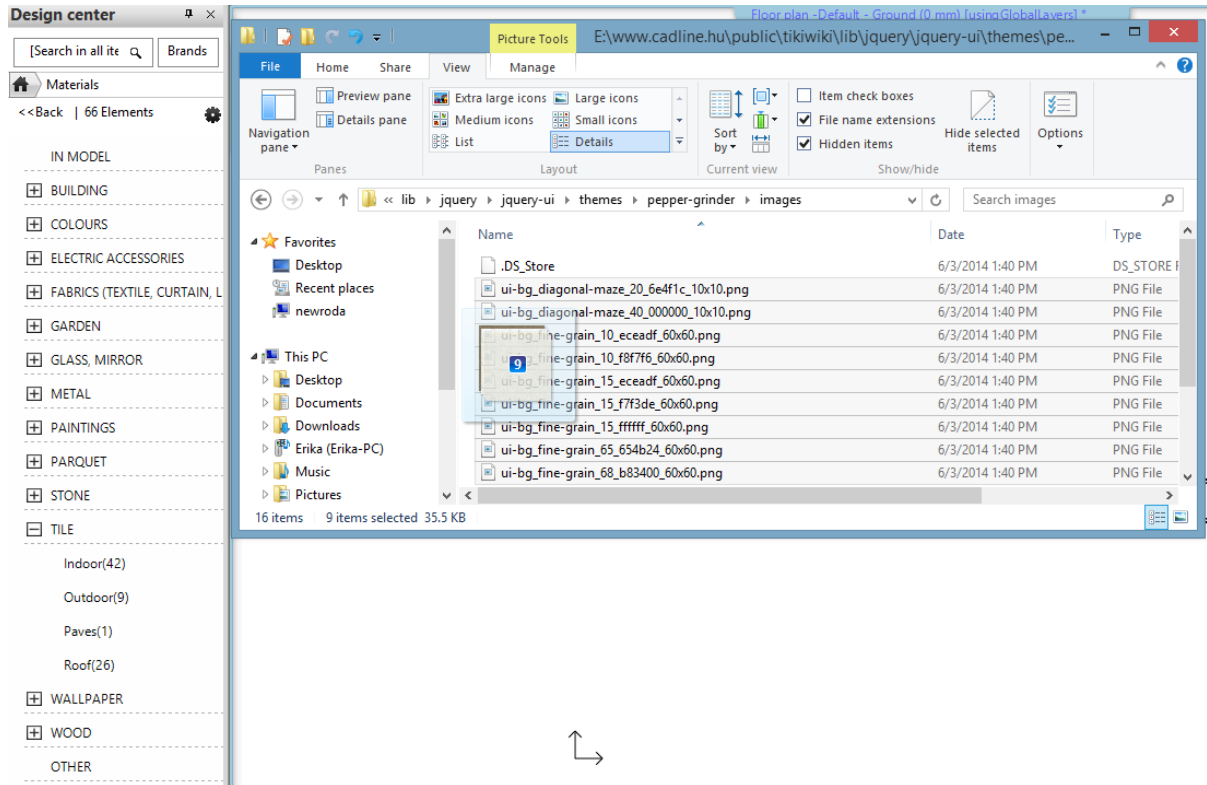 Design center
[Search in all ite
Brands
Materials
<<Back | 66 Elements
IN MODEL
BUILDING
COLOURS
ELECTRIC ACCESSORIES
FABRICS (TEXTILE, CURTAIN, L
GARDEN
GLASS, MIRROR
METAL
PAINTINGS
PARQUET
STONE
TILE
Indoor(42)
Outdoor(9)
Paves(1)
Roof(26)
WALLPAPER
WOOD
OTHER
Floor plan -Default - Ground (0 mm) [usingGlobalLayers] *
Picture Tools E:\www.cadline.hu\public\tikiwiki\lib\jquery\jquery-ui\themes\pe...
File Home Share View Manage
Navigation pane
Preview pane
Details pane
Panes
Extra large icons Large icons
Medium icons Small icons
List Details
Layout
Sort by
Current view
Item check boxes
File name extensions
Hidden items
Hide selected items
Show/hide
Options
« lib jquery jquery-ui themes pepper-grinder images
Search images
Favorites
Desktop
Recent places
newroda
This PC
Desktop
Documents
Downloads
Erika (Erika-PC)
Music
Pictures
Name Date Type
.DS_Store 6/3/2014 1:40 PM DS_STORE F
ui-bg_diagonal-maze_20_6e4f1c_10x10.png 6/3/2014 1:40 PM PNG File
ui-bg_diagonal-maze_40_000000_10x10.png 6/3/2014 1:40 PM PNG File
ui-bg_fine-grain_10_eceadf_60x60.png 6/3/2014 1:40 PM PNG File
ui-bg_fine-grain_10_f8f7f6_60x60.png 6/3/2014 1:40 PM PNG File
ui-bg_fine-grain_15_eceadf_60x60.png 6/3/2014 1:40 PM PNG File
ui-bg_fine-grain_15_f7f3de_60x60.png 6/3/2014 1:40 PM PNG File
ui-bg_fine-grain_15_ffffff_60x60.png 6/3/2014 1:40 PM PNG File
ui-bg_fine-grain_65_654b24_60x60.png 6/3/2014 1:40 PM PNG File
ui-bg_fine-grain_68_b83400_60x60.png 6/3/2014 1:40 PM PNG File
9
16 items 9 items selected 35.5 KB